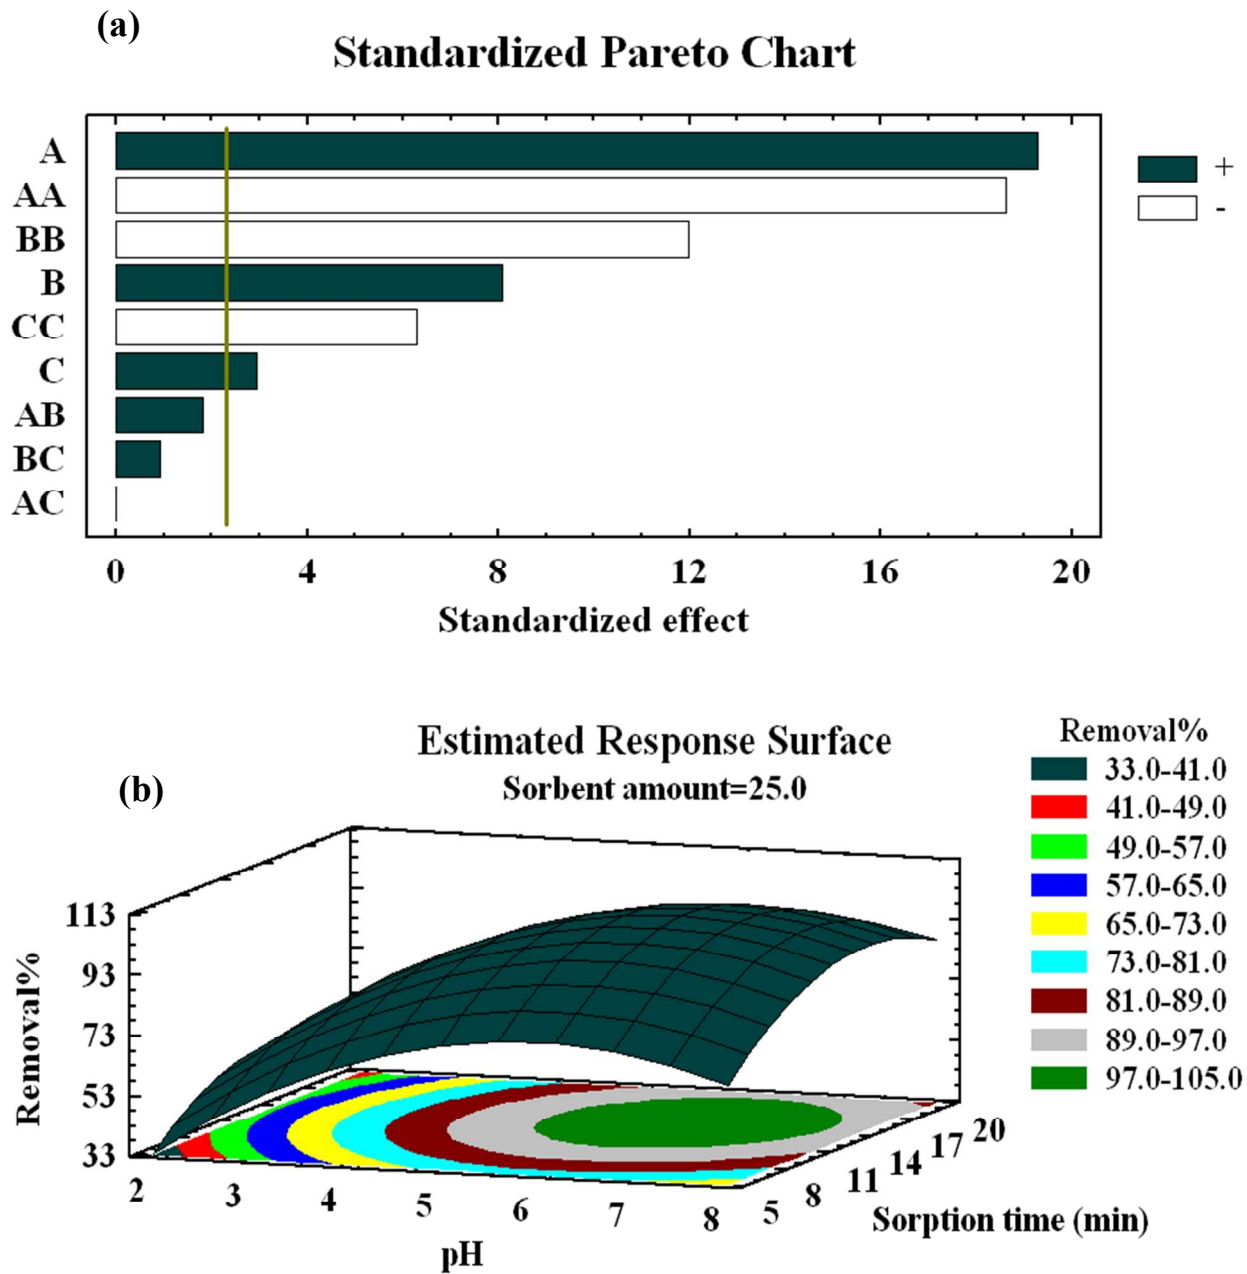 (a)
Standardized Pareto Chart
A
AA
BB
B
CC
C
AB
BC
AC
+
-
0 4 8 12 16 20
Standardized effect
(b)
Estimated Response Surface
Sorbent amount=25.0
Removal%
33.0-41.0
41.0-49.0
49.0-57.0
57.0-65.0
65.0-73.0
73.0-81.0
81.0-89.0
89.0-97.0
97.0-105.0
113
93
73
53
33
Removal%
2 3 4 5 6 7 8
pH
5 8 11 14 17 20
Sorption time (min)